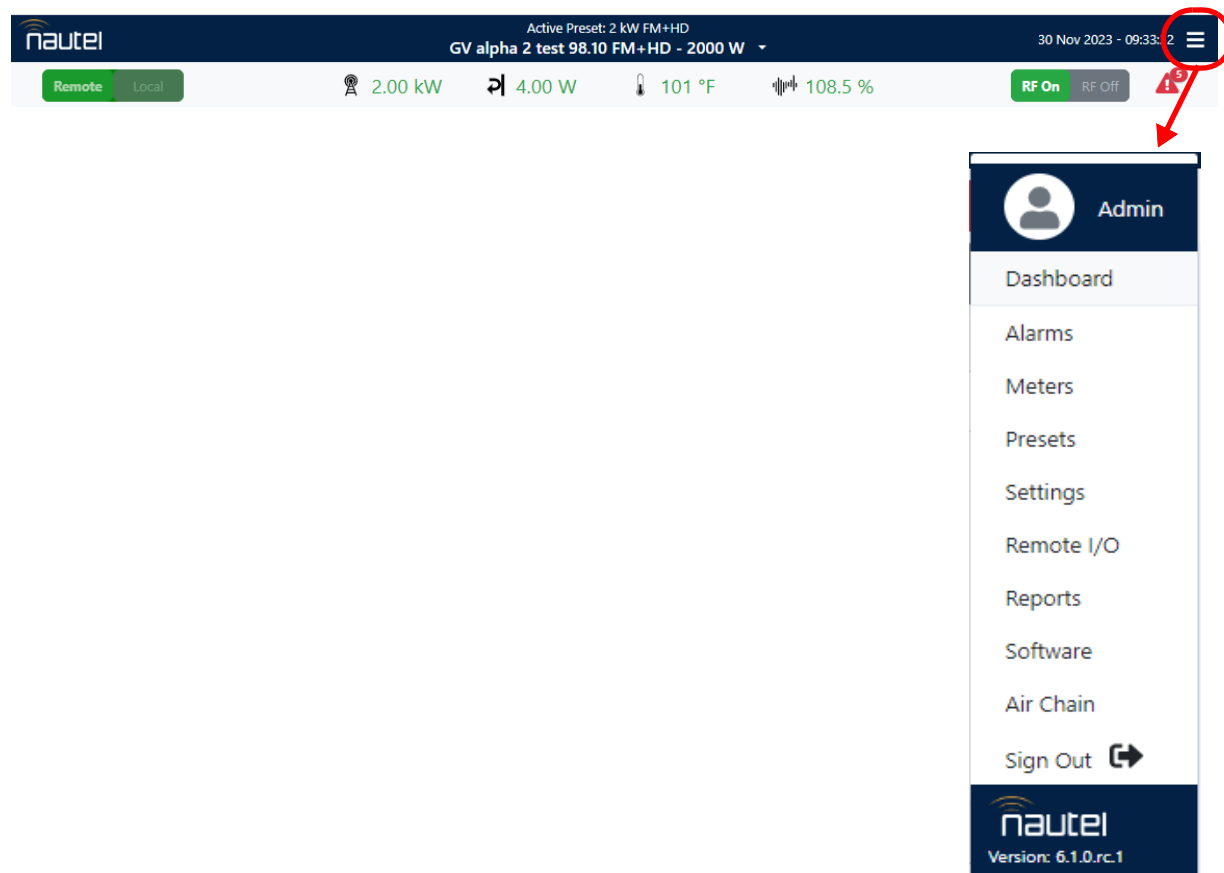 nautel
Active Preset: 2 kW FM+HD
GV alpha 2 test 98.10 FM+HD - 2000 W
30 Nov 2023 - 09:33: 2
Remote Local
2.00 kW 4.00 W 101 °F 108.5 %
RF On RF Off
5
Admin
Dashboard
Alarms
Meters
Presets
Settings
Remote I/O
Reports
Software
Air Chain
Sign Out
nautel
Version: 6.1.0.rc.1